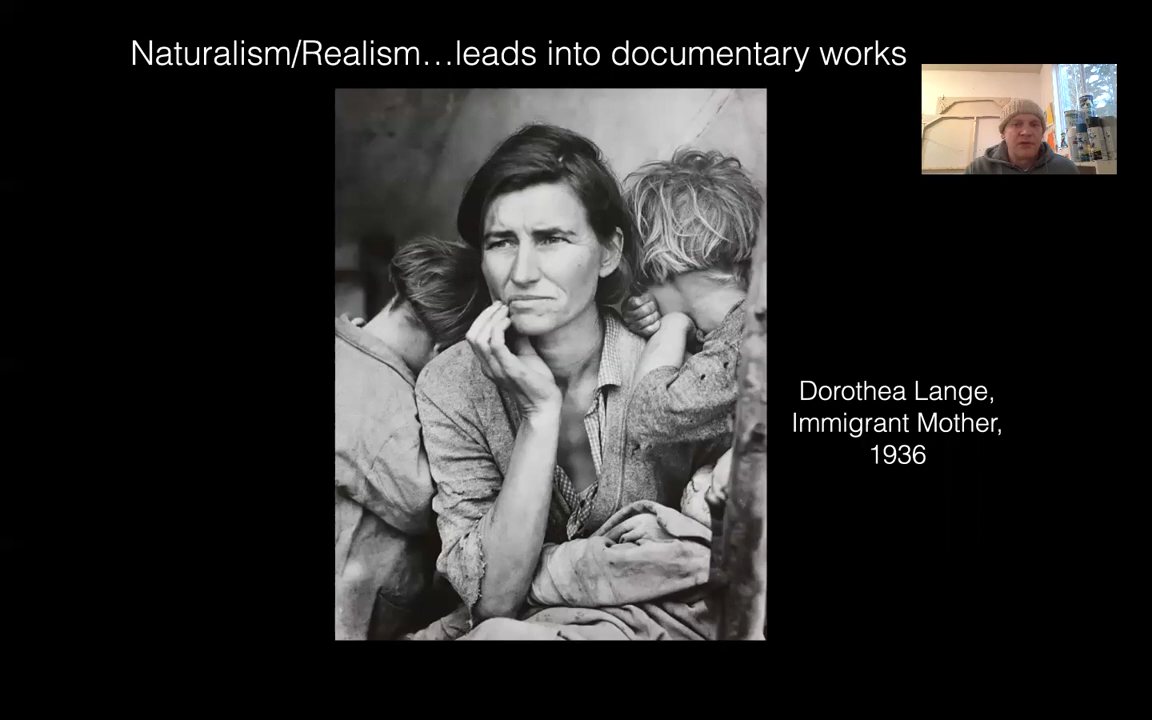 Naturalism/Realism…leads into documentary works
Dorothea Lange,
Immigrant Mother,
1936